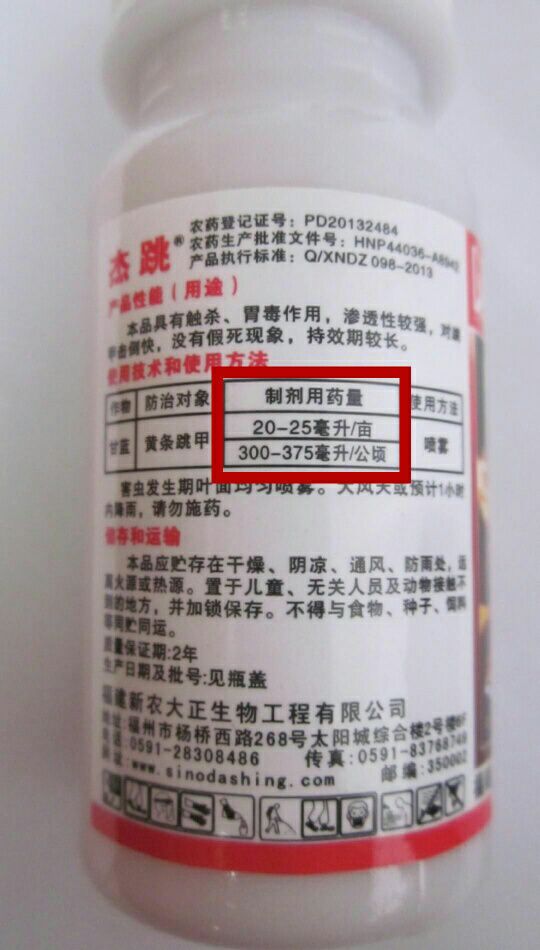 杰跳®
农药登记证号：PD20132484
农药生产批准文件号：HNP44036-A8942
产品执行标准：Q/XNDZ 098-2013
产品性能（用途）
本品具有触杀、胃毒作用，渗透性较强，对跳
甲击倒快，没有假死现象，持效期较长。
使用技术和使用方法
作物 防治对象 制剂用药量 使用方法
甘蓝 黄条跳甲 20-25毫升/亩 喷雾
300-375毫升/公顷
害虫发生期叶面均匀喷雾。大风天或预计1小时
内降雨，请勿施药。
储存和运输
本品应贮存在干燥、阴凉、通风、防雨处，远
离火源或热源。置于儿童、无关人员及动物接触不
到的地方，并加锁保存。不得与食物、种子、饲料
等同贮同运。
质量保证期:2年
生产日期及批号:见瓶盖
福建新农大正生物工程有限公司
地址:福州市杨桥西路268号太阳城综合楼2号楼6F
电话:0591-28308486 传真:0591-83768748
网址:www.sinodashing.com 邮编:350002